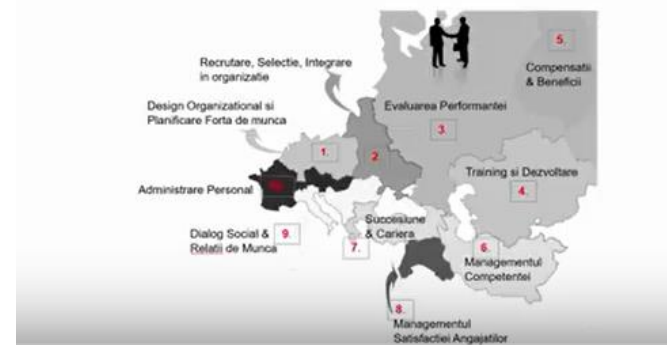 5.
Compensatii
& Beneficii
Recrutare, Selectie, Integrare
in organizatie
Design Organizational si
Planificare Forta de munca
Evaluarea Performantei
3.
1.
2
Training si Dezvoltare
4.
Administrare Personal
Succesiune
& Cariera
7.
Dialog Social &
Relatii de Munca
9.
6.
Managementul
Competentei
8.
Managementul
Satisfactiei Angajatilor